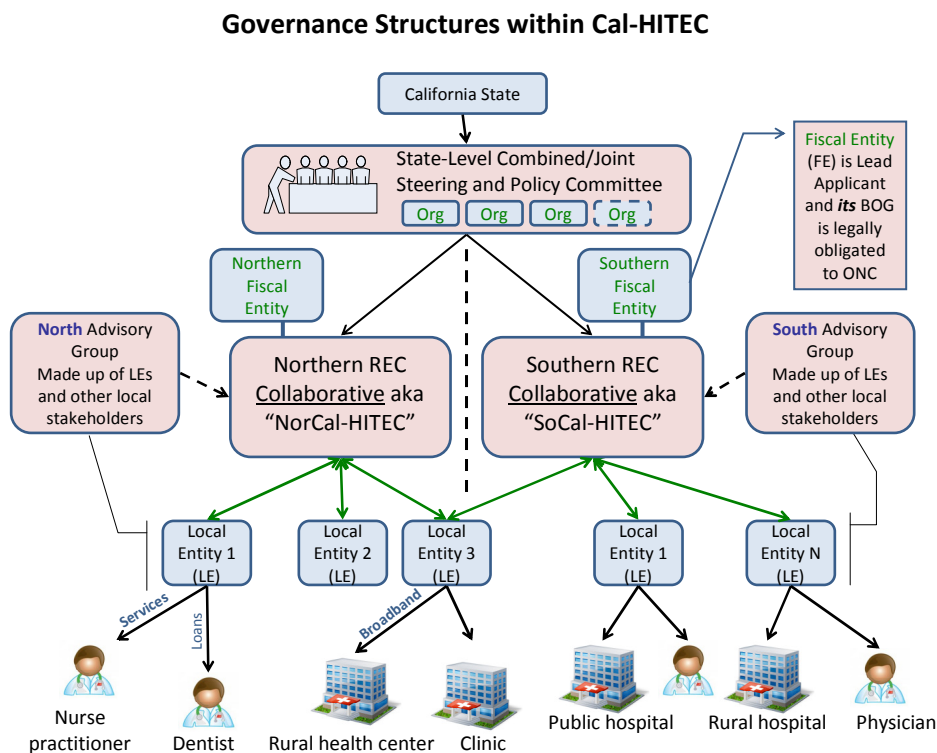 Governance Structures within Cal-HITEC
California State
State-Level Combined/Joint
Steering and Policy Committee
Org
Org
Org
Org
Fiscal Entity
(FE) is Lead
Applicant
and its BOG
is legally
obligated
to ONC
Northern
Fiscal
Entity
Southern
Fiscal
Entity
North Advisory
Group
Made up of LEs
and other local
stakeholders
Northern REC
Collaborative aka
“NorCal-HITEC”
Southern REC
Collaborative aka
“SoCal-HITEC”
South Advisory
Group
Made up of LEs
and other local
stakeholders
Local
Entity 1
(LE)
Local
Entity 2
(LE)
Local
Entity 3
(LE)
Local
Entity 1
(LE)
Local
Entity N
(LE)
Services
Loans
Broadband
Nurse
practitioner
Dentist
Rural health center
Clinic
Public hospital
Rural hospital
Physician